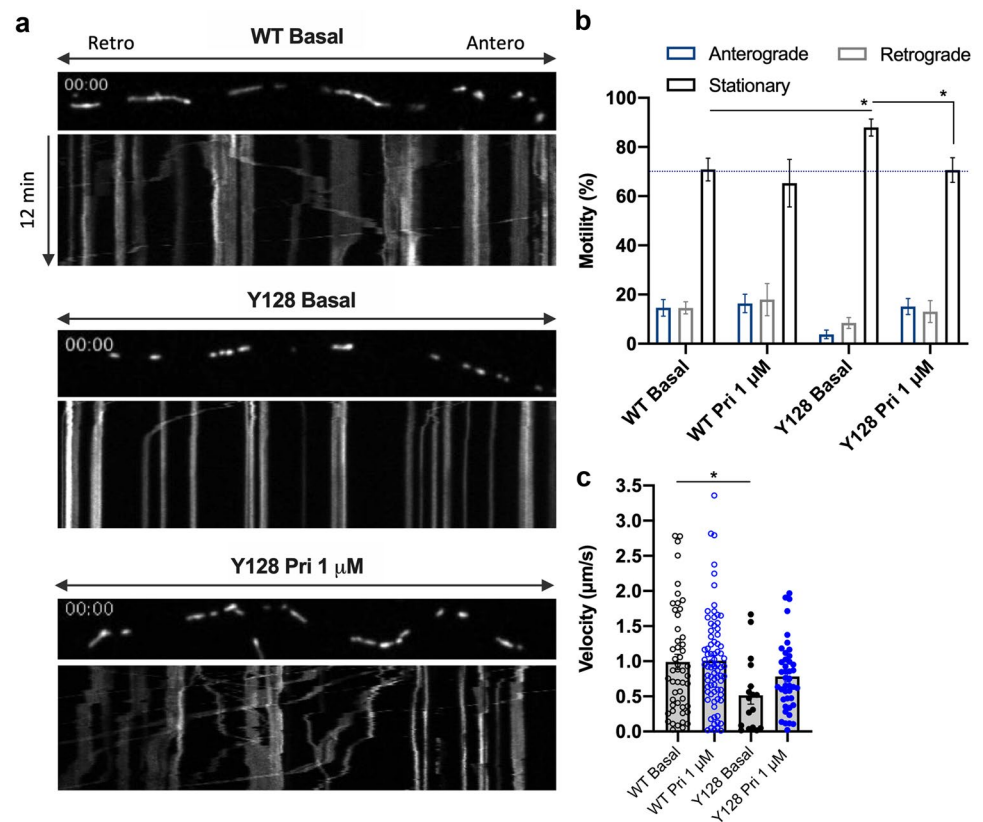 a
Retro
WT Basal
Antero
00:00
12 min
Y128 Basal
00:00
Y128 Pri 1 μM
00:00
b
Anterograde
Retrograde
Stationary
Motility (%)
100
80
60
40
20
0
*
*
WT Basal
WT Pri 1 μM
Y128 Basal
Y128 Pri 1 μM
c
Velocity (μm/s)
3.5
3.0
2.5
2.0
1.5
1.0
0.5
0.0
*
WT Basal
WT Pri 1 μM
Y128 Basal
Y128 Pri 1 μM